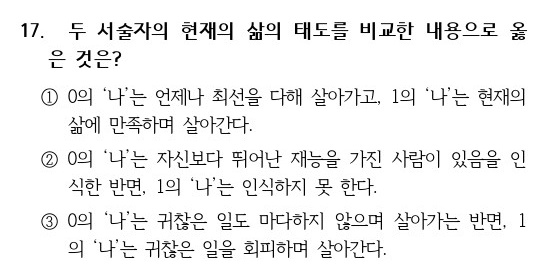 17. 두 서술자의 현재의 삶의 태도를 비교한 내용으로 옳
은 것은?
① 0의 ‘나’는 언제나 최선을 다해 살아가고, 1의 ‘나’는 현재의
삶에 만족하며 살아간다.
② 0의 ‘나’는 자신보다 뛰어난 재능을 가진 사람이 있음을 인
식한 반면, 1의 ‘나’는 인식하지 못 한다.
③ 0의 ‘나’는 귀찮은 일도 마다하지 않으며 살아가는 반면, 1
의 ‘나’는 귀찮은 일을 회피하며 살아간다.